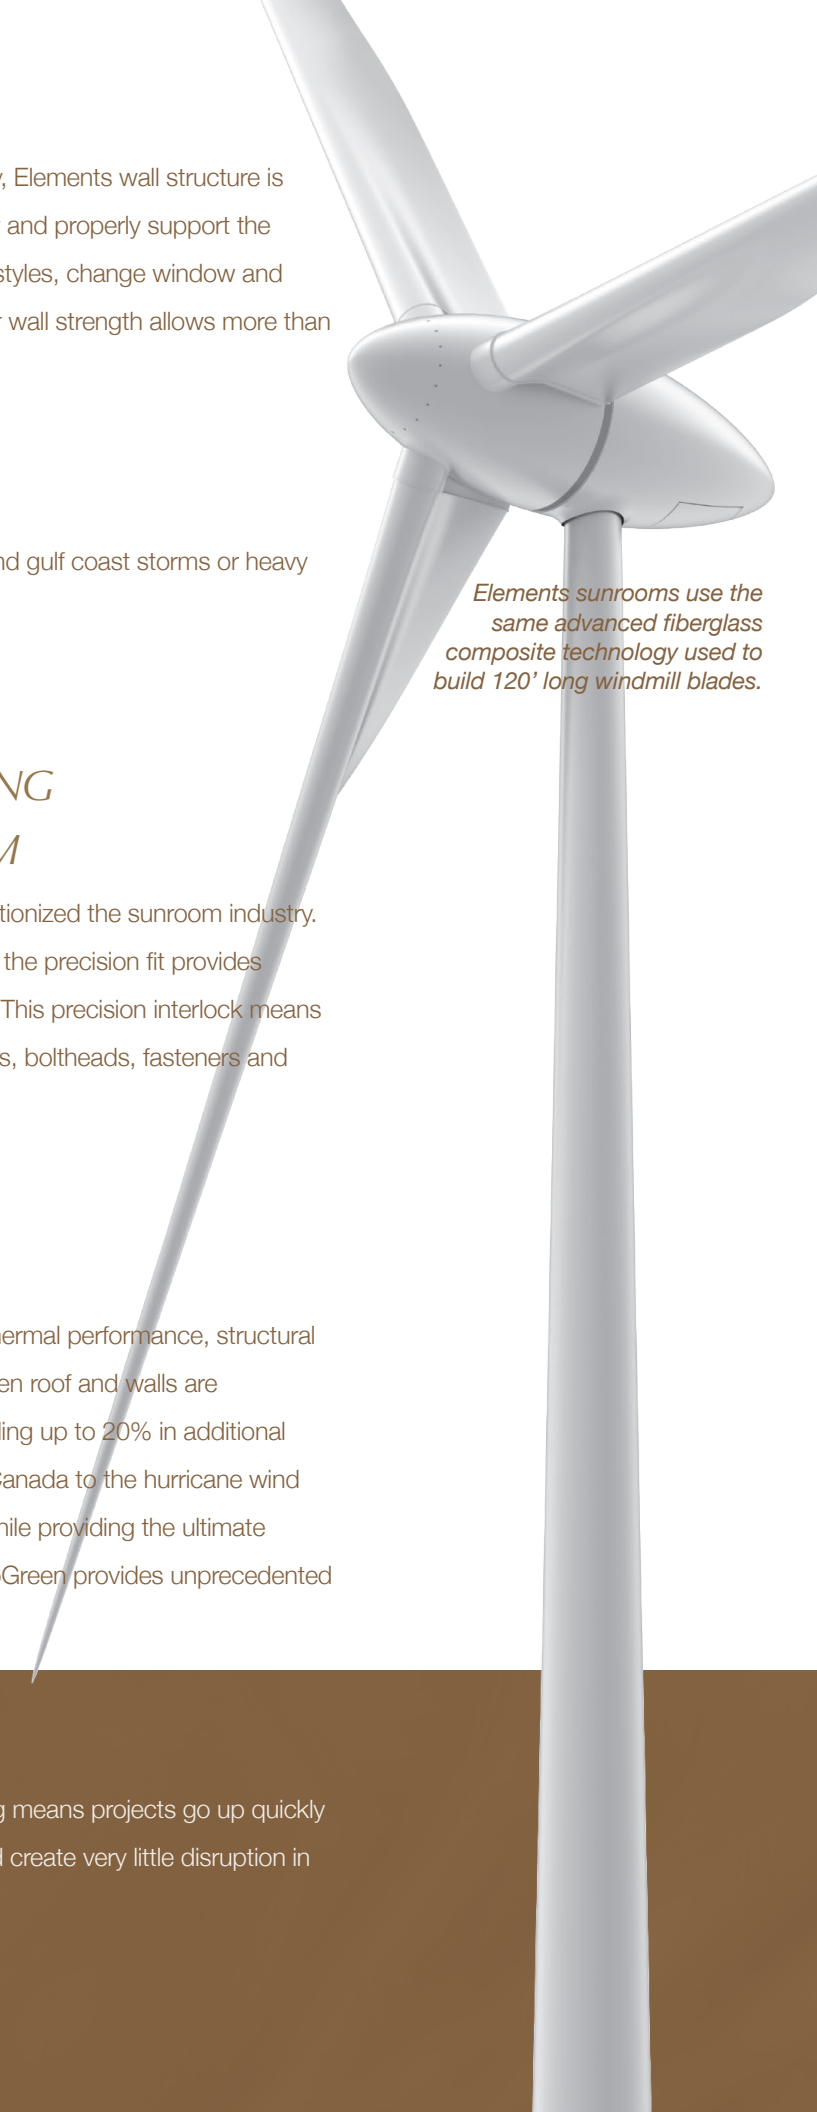 , Elements wall structure is
and properly support the
styles, change window and
wall strength allows more than
gulf coast storms or heavy
Elements sunrooms use the
same advanced fiberglass
composite technology used to
build 120’ long windmill blades.
NG
M
tionized the sunroom industry.
the precision fit provides
This precision interlock means
s, boltheads, fasteners and
ermal performance, structural
en roof and walls are
ing up to 20% in additional
Canada to the hurricane wind
ile providing the ultimate
Green provides unprecedented
g means projects go up quickly
create very little disruption in